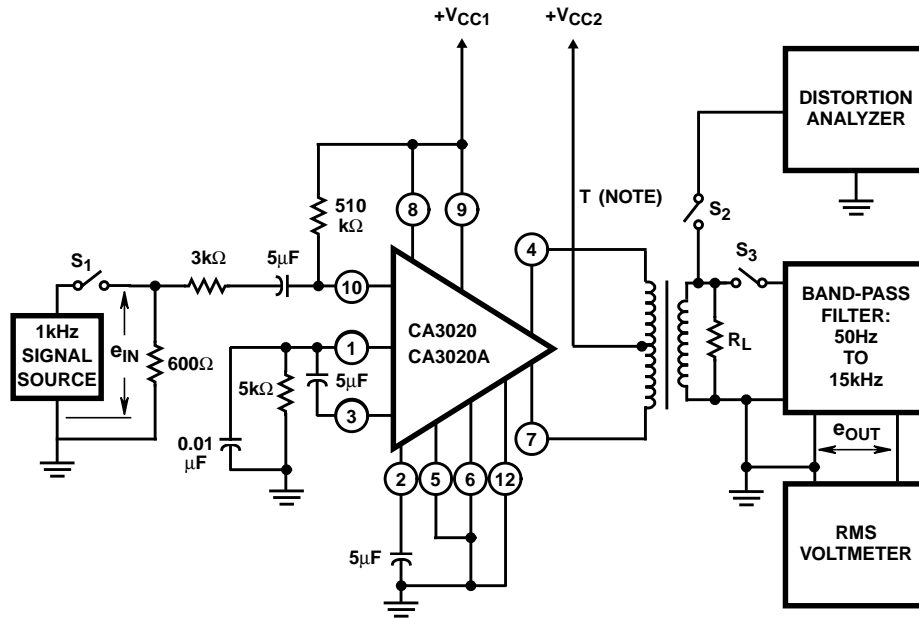 +VCC1
+VCC2
DISTORTION
ANALYZER
T (NOTE)
S2
S3
510
kΩ
8
9
4
S1
3kΩ
5µF
10
1kHz
SIGNAL
SOURCE
eIN
600Ω
CA3020
CA3020A
RL
BAND-PASS
FILTER:
50Hz
TO
15kHz
1
5kΩ
5µF
3
0.01
µF
7
2
5
6
12
eOUT
5µF
RMS
VOLTMETER